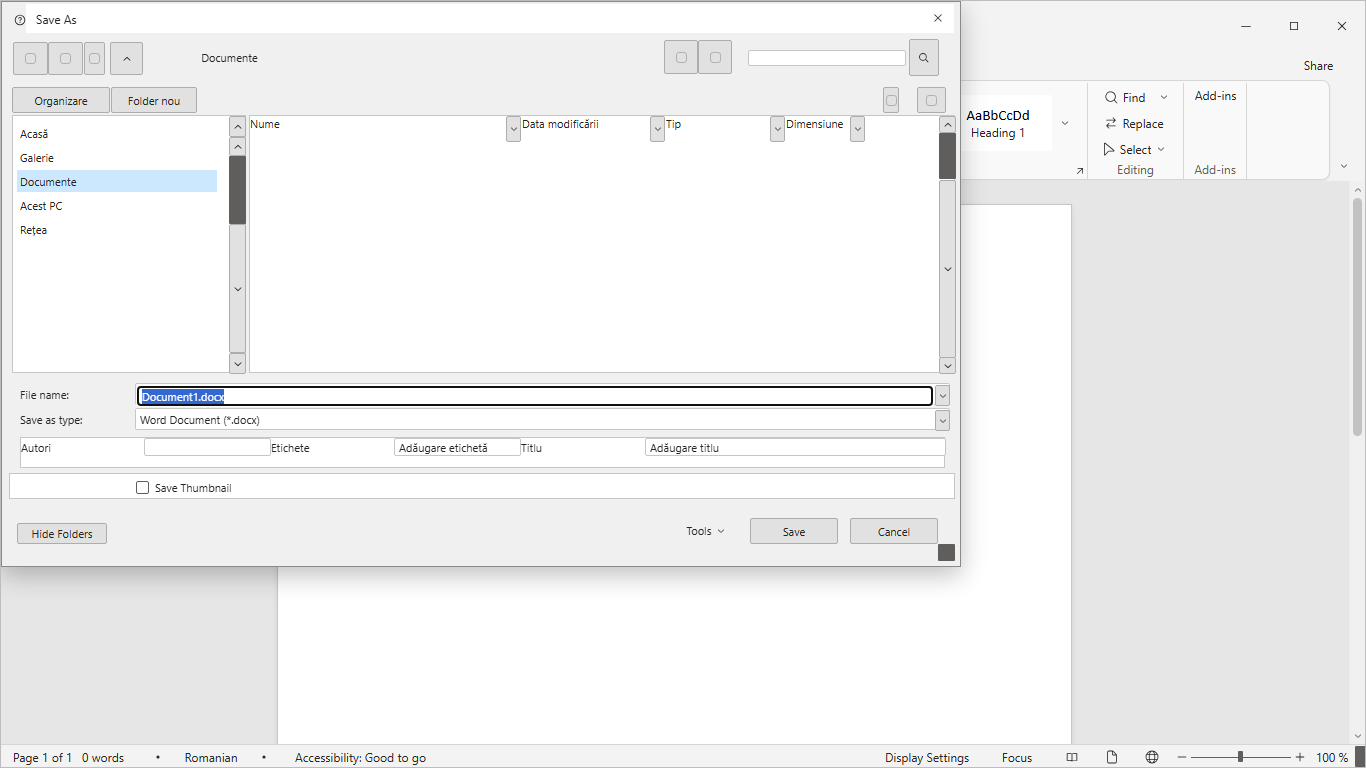 Save As
Documente
Share
Organizare
Folder nou
Find
Add-ins
AaBbCcDd
Replace
Heading 1
Select
Editing
Add-ins
Nume
Data modificării
Tip
Dimensiune
Acasă
Galerie
Documente
Acest PC
Rețea
File name:
Document1.docx
Save as type:
Word Document (*.docx)
Autori
Etichete
Adăugare etichetă
Titlu
Adăugare titlu
Save Thumbnail
Hide Folders
Tools
Save
Cancel
Page 1 of 1
0 words
Romanian
Accessibility: Good to go
Display Settings
Focus
100 %